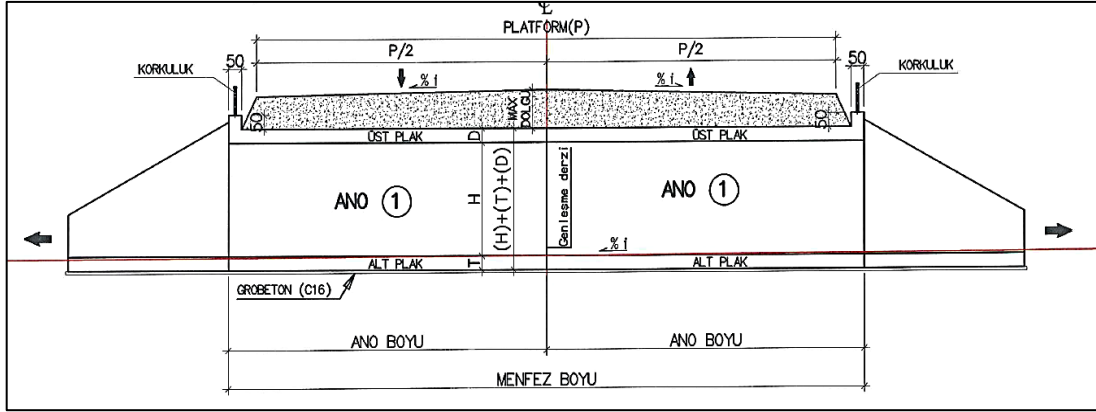 ℄
PLATFORM(P)
P/2
P/2
50
50
KORKULUK
KORKULUK
% i
% i
50
MAX
DOLGU
50
ÜST PLAK
D
ÜST PLAK
ANO 1
H
(H)+(T)+(D)
Genleşme derzi
ANO 1
% i
ALT PLAK
T
ALT PLAK
GROBETON (C16)
ANO BOYU
ANO BOYU
MENFEZ BOYU